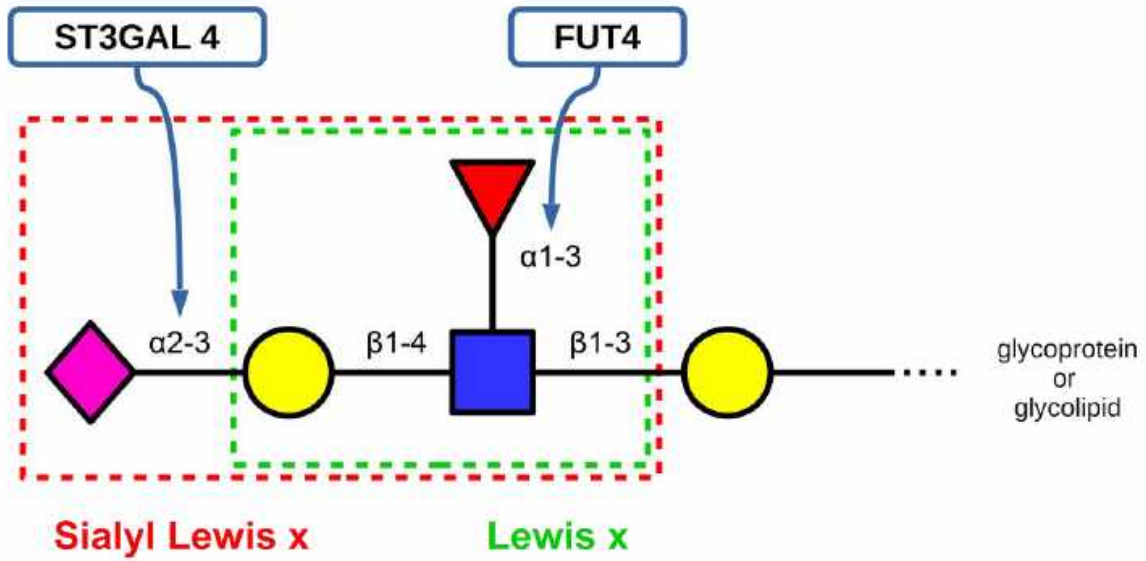 ST3GAL 4
FUT4
α1-3
α2-3
β1-4
β1-3
glycoprotein
or
glycolipid
Sialyl Lewis x
Lewis x